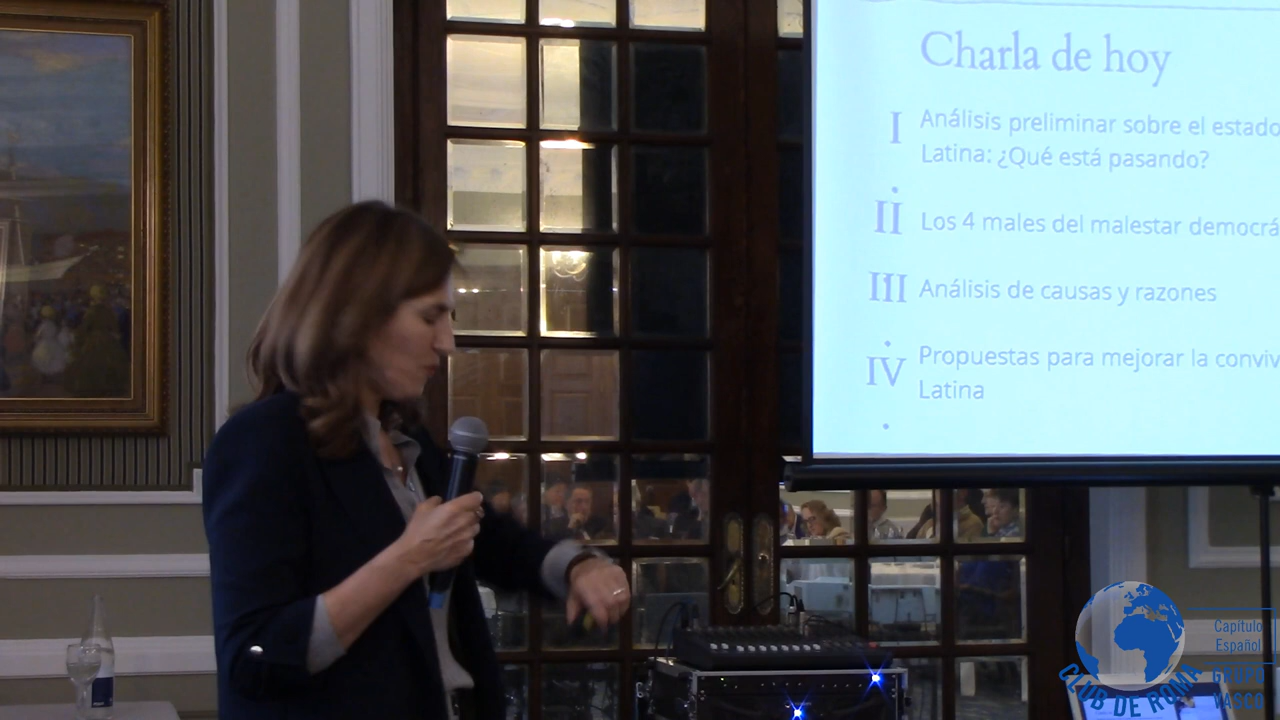 Charla de hoy
I Análisis preliminar sobre el estado
Latina: ¿Qué está pasando?
II Los 4 males del malestar democrá
III Análisis de causas y razones
IV Propuestas para mejorar la conviv
Latina
Capítulo
Español
GRUPO
VASCO
CLUB DE ROMA